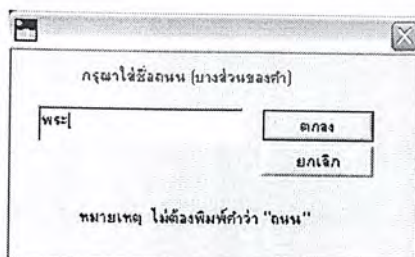 กรุณาใส่ชื่อถนน (บางส่วนของคำ)
พระ
ตกลง
ยกเลิก
หมายเหตุ ไม่ต้องพิมพ์คำว่า "ถนน"